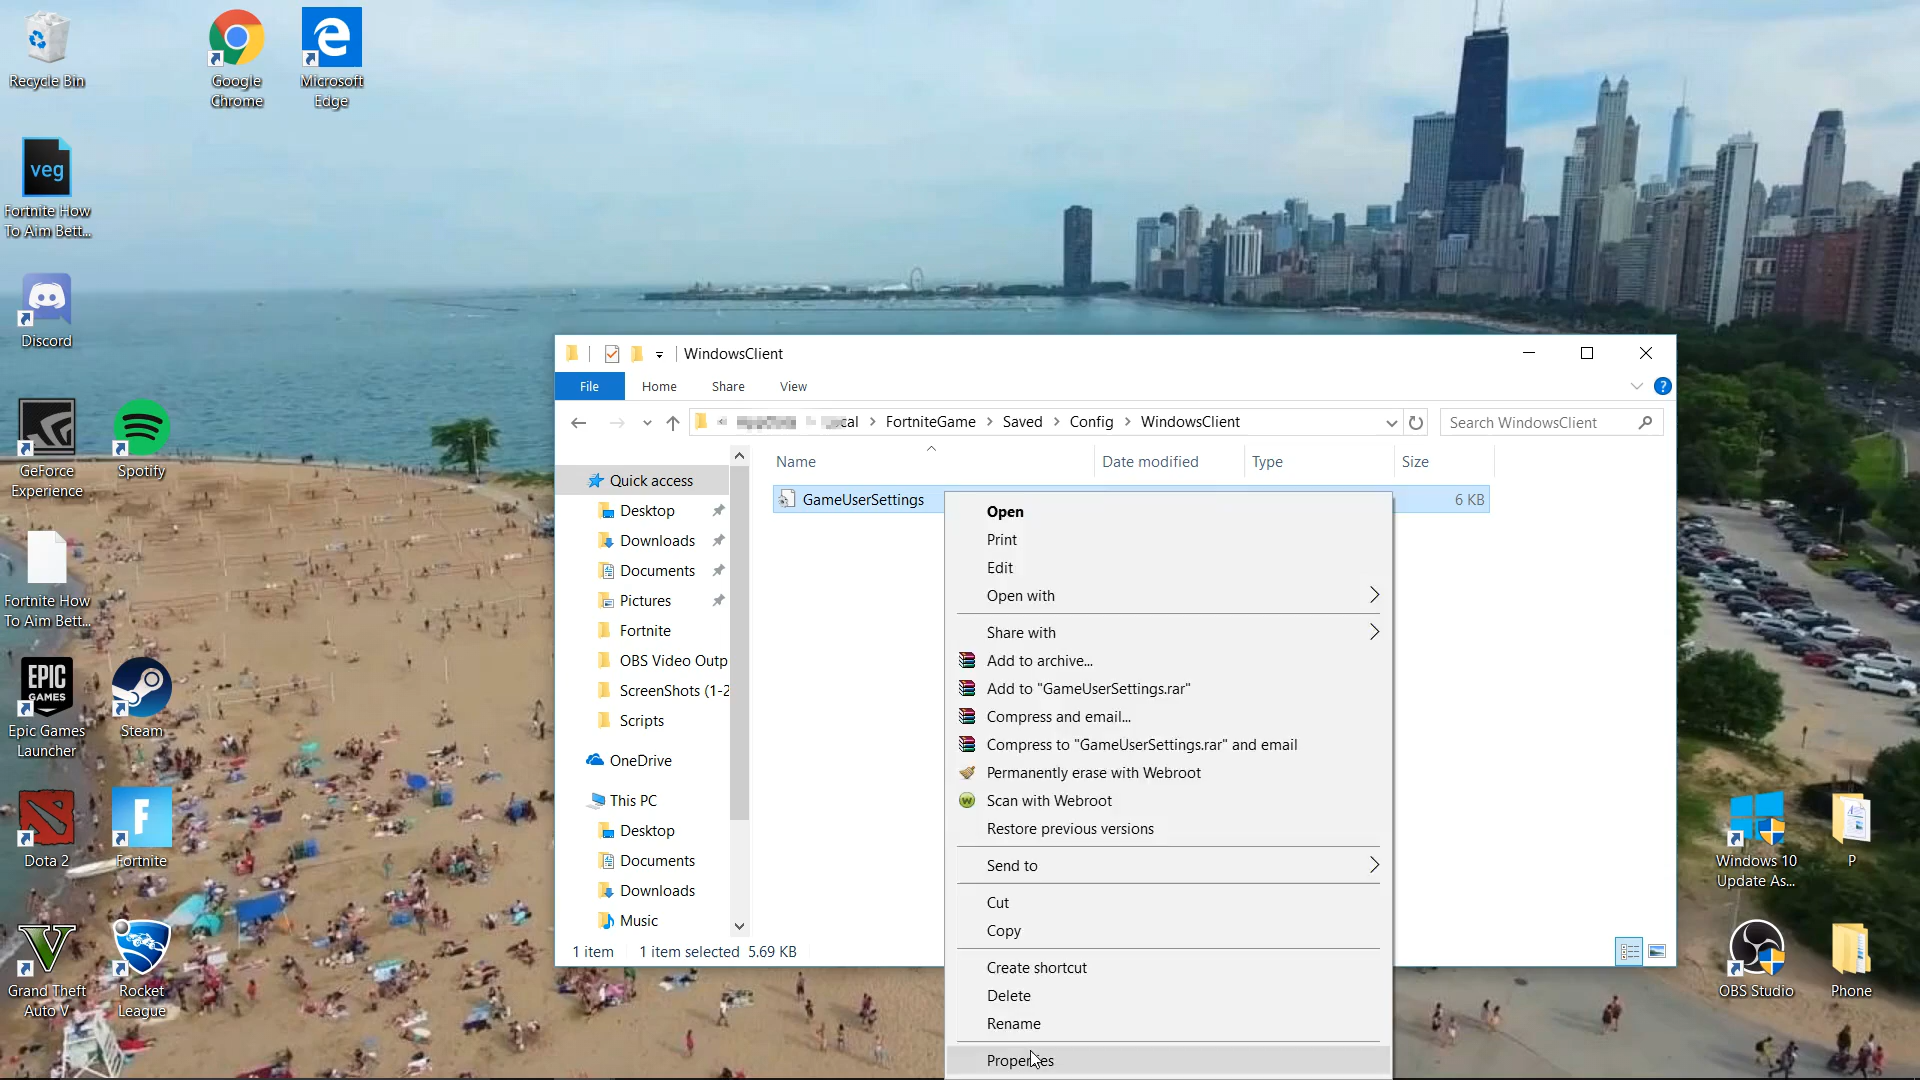 Recycle Bin
Google
Chrome
Microsoft
Edge
veg
Fortnite How
To Aim Bett...
Discord
GeForce
Experience
Spotify
Fortnite How
To Aim Bett...
EPIC
GAMES
Epic Games
Launcher
Steam
Dota 2
F
Fortnite
V
Grand Theft
Auto V
Rocket
League
WindowsClient
File
Home
Share
View
?
cal
FortniteGame
Saved
Config
WindowsClient
Search WindowsClient
Name
Date modified
Type
Size
Quick access
Desktop
Downloads
Documents
Pictures
Fortnite
OBS Video Outp
ScreenShots (1-2
Scripts
OneDrive
This PC
Desktop
Documents
Downloads
Music
GameUserSettings
6 KB
Open
Print
Edit
Open with
Share with
Add to archive...
Add to "GameUserSettings.rar"
Compress and email...
Compress to "GameUserSettings.rar" and email
Permanently erase with Webroot
W
Scan with Webroot
Restore previous versions
Send to
Cut
Copy
Create shortcut
Delete
Rename
Properties
1 item
1 item selected 5.69 KB
Windows 10
Update As...
P
OBS Studio
Phone